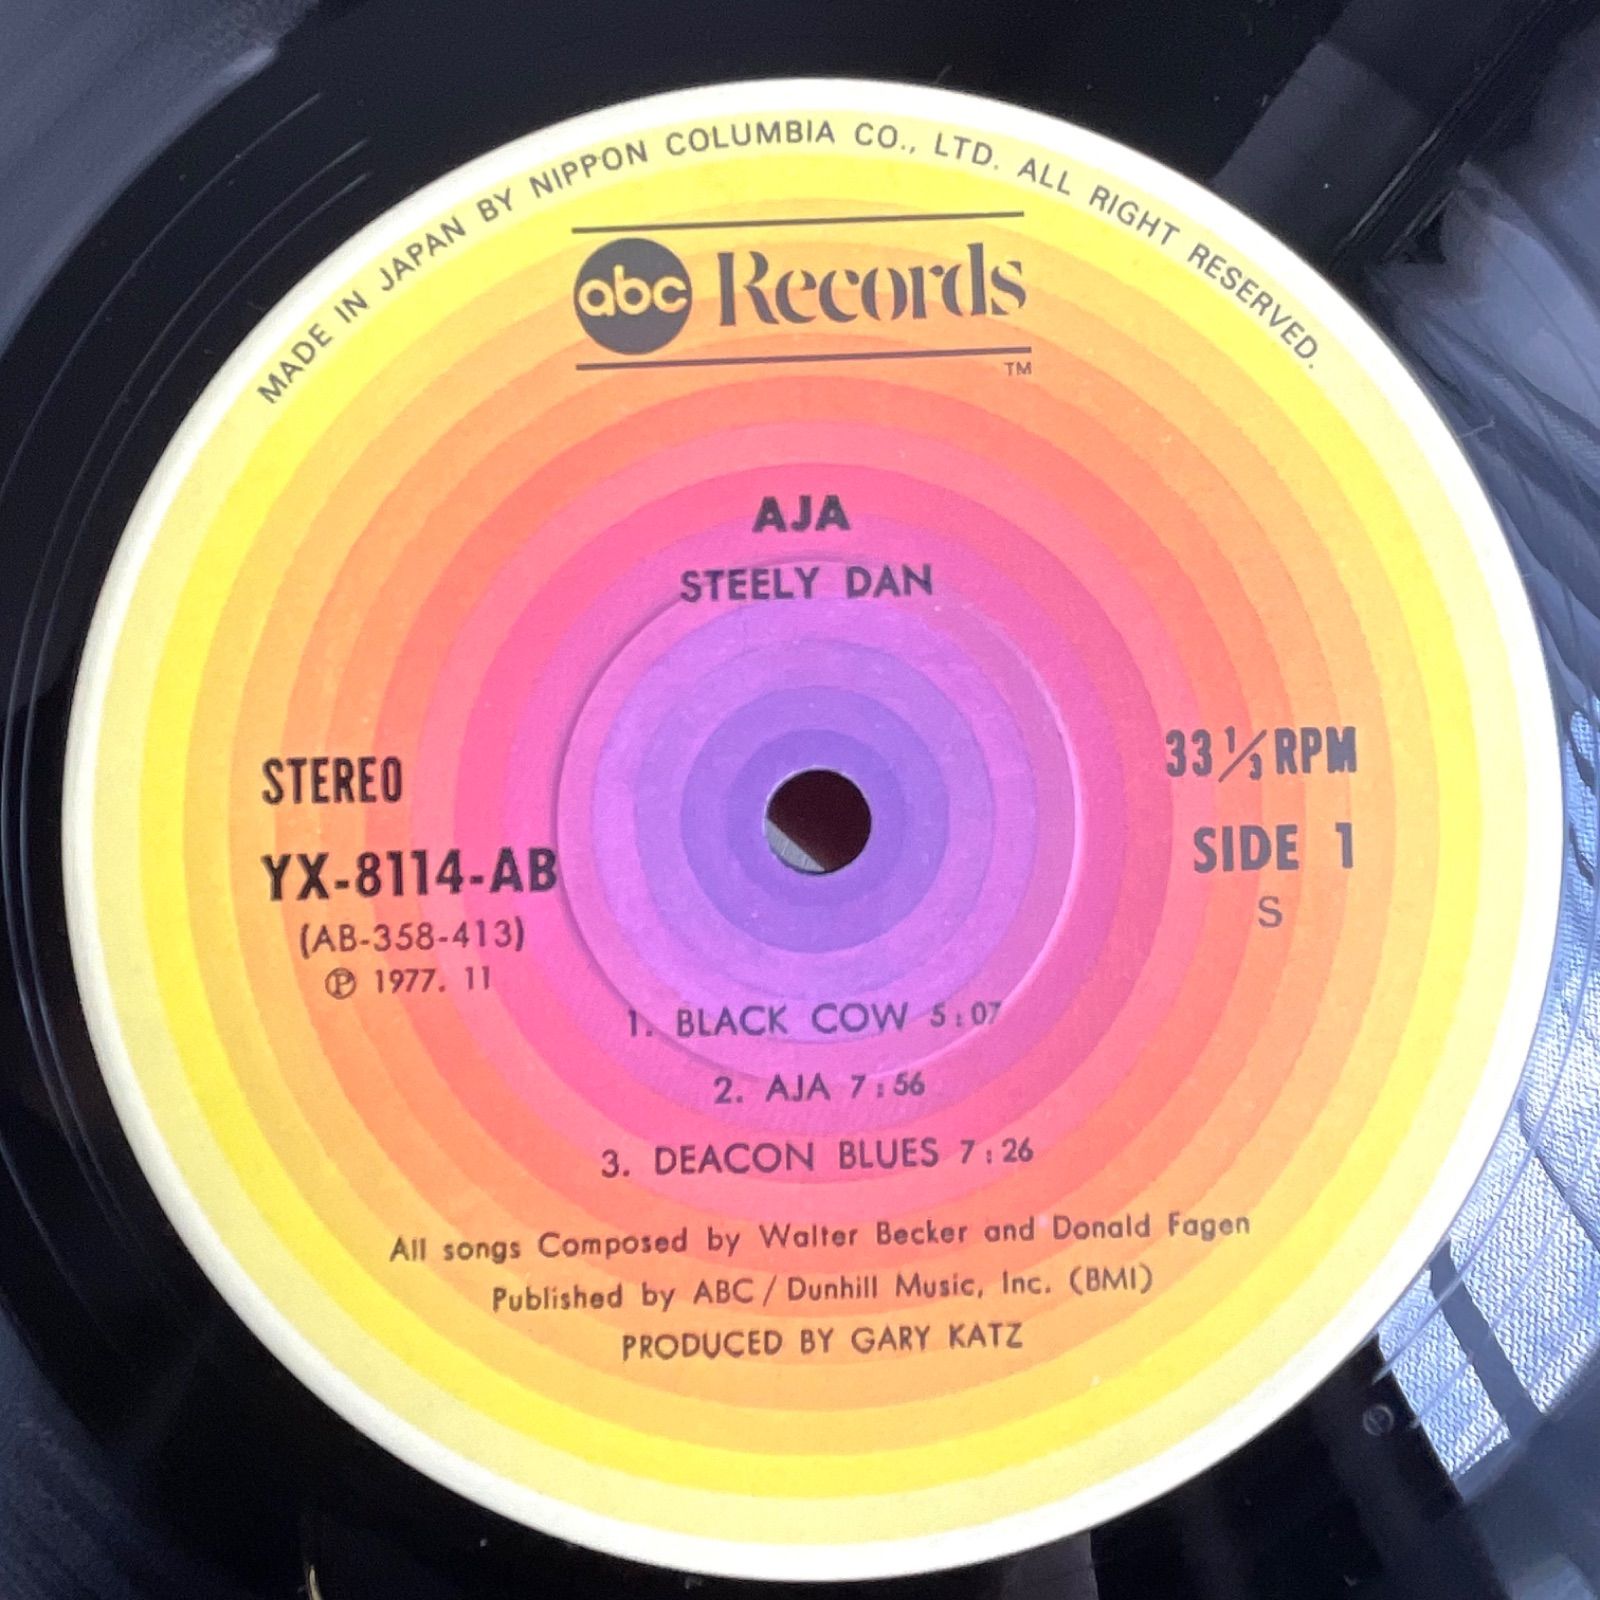 MADE IN JAPAN BY NIPPON COLUMBIA CO., LTD. ALL RIGHT RESERVED.
abc Records
TM
AJA
STEELY DAN
STEREO
33 1/3 RPM
YX-8114-AB
SIDE 1
(AB-358-413)
S
Ⓟ 1977. 11
1. BLACK COW 5:07
2. AJA 7:56
3. DEACON BLUES 7:26
All songs Composed by Walter Becker and Donald Fagen
Published by ABC / Dunhill Music, Inc. (BMI)
PRODUCED BY GARY KATZ